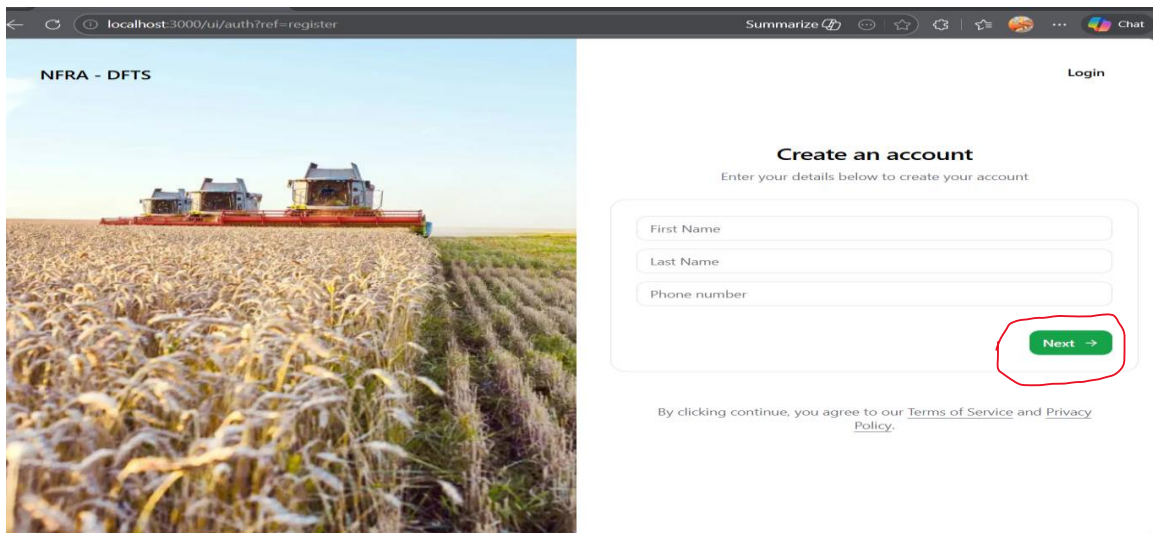 localhost:3000/ui/auth?ref=register
Summarize
Chat
NFRA - DFTS
Login
Create an account
Enter your details below to create your account
First Name
Last Name
Phone number
Next →
By clicking continue, you agree to our Terms of Service and Privacy
Policy.